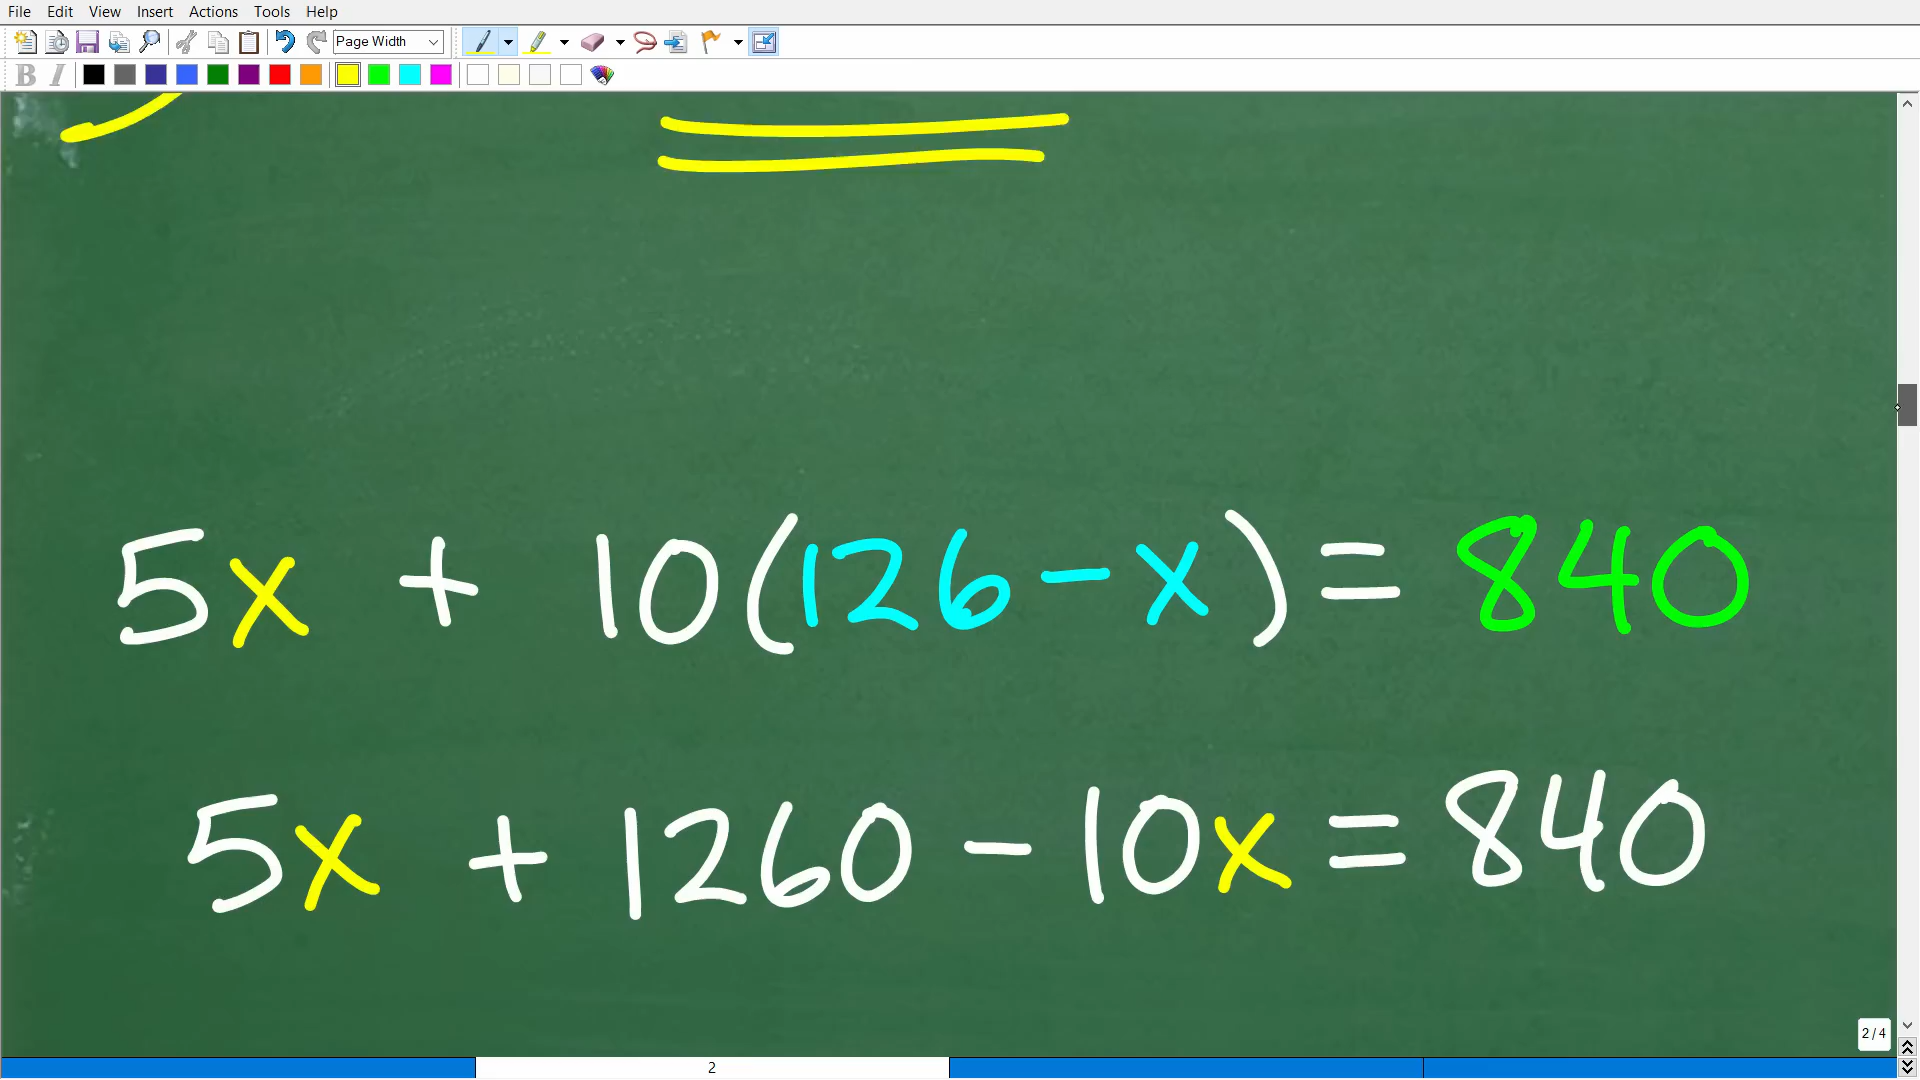 File Edit View Insert Actions Tools Help
Page Width
B I
5x + 10(126-x) = 840
5x + 1260 - 10x = 840
2 / 4
2